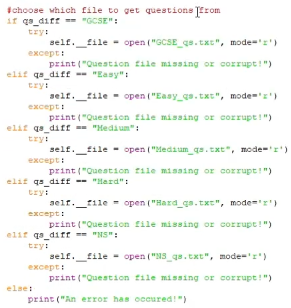 #choose which file to get questions from
if qs_diff == "GCSE":
    try:
        self.__file = open("GCSE_qs.txt", mode='r')
    except:
        print("Question file missing or corrupt!")
elif qs_diff == "Easy":
    try:
        self.__file = open("Easy_qs.txt", mode='r')
    except:
        print("Question file missing or corrupt!")
elif qs_diff == "Medium":
    try:
        self.__file = open("Medium_qs.txt", mode='r')
    except:
        print("Question file missing or corrupt!")
elif qs_diff == "Hard":
    try:
        self.__file = open("Hard_qs.txt", mode='r')
    except:
        print("Question file missing or corrupt!")
elif qs_diff == "NS":
    try:
        self.__file = open("NS_qs.txt", mode='r')
    except:
        print("Question file missing or corrupt!")
else:
    print("An error has occured!")